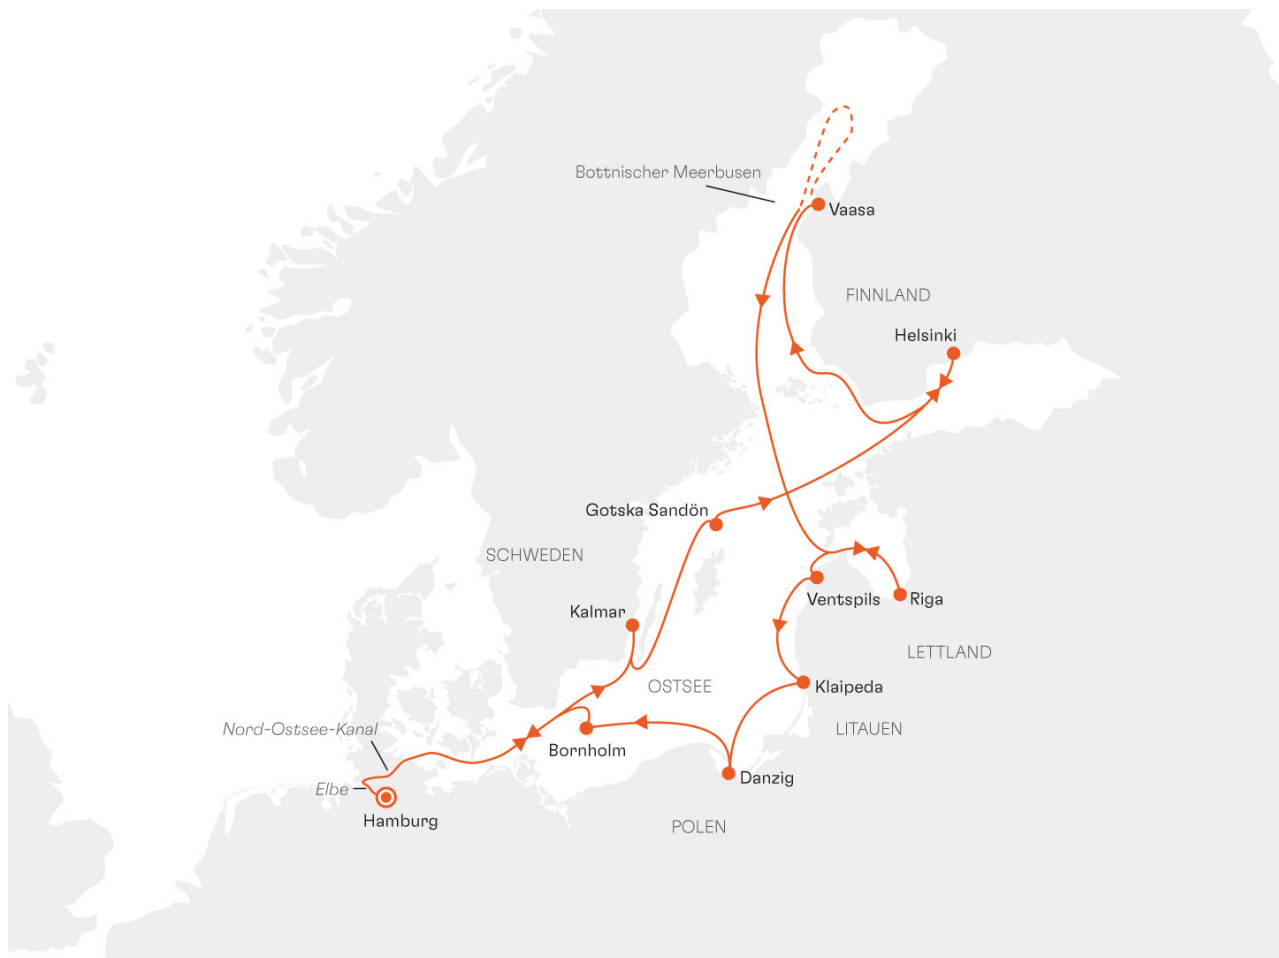 Bottnischer Meerbusen
Vaasa
FINNLAND
Helsinki
Gotska Sandön
SCHWEDEN
Ventspils
Riga
Kalmar
LETTLAND
OSTSEE
Klaipeda
Nord-Ostsee-Kanal
LITAUEN
Bornholm
Danzig
Elbe
Hamburg
POLEN